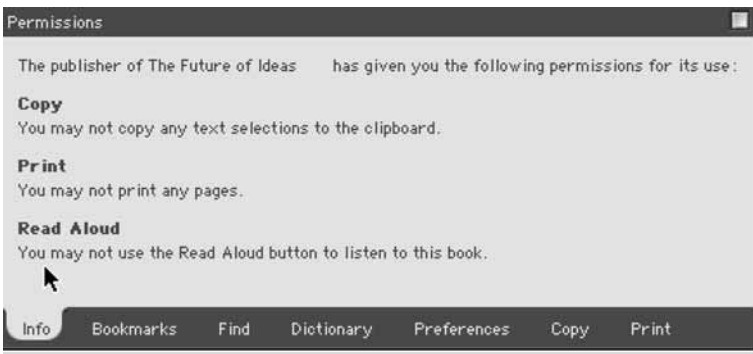 Permissions
The publisher of The Future of Ideas has given you the following permissions for its use:
Copy
You may not copy any text selections to the clipboard.
Print
You may not print any pages.
Read Aloud
You may not use the Read Aloud button to listen to this book.
Info Bookmarks Find Dictionary Preferences Copy Print